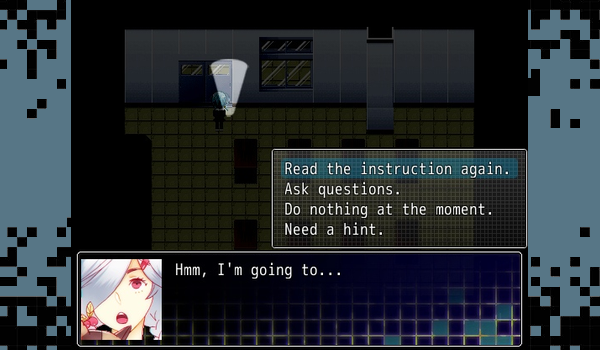 Read the instruction again.
Ask questions.
Do nothing at the moment.
Need a hint.
Hmm, I'm going to...